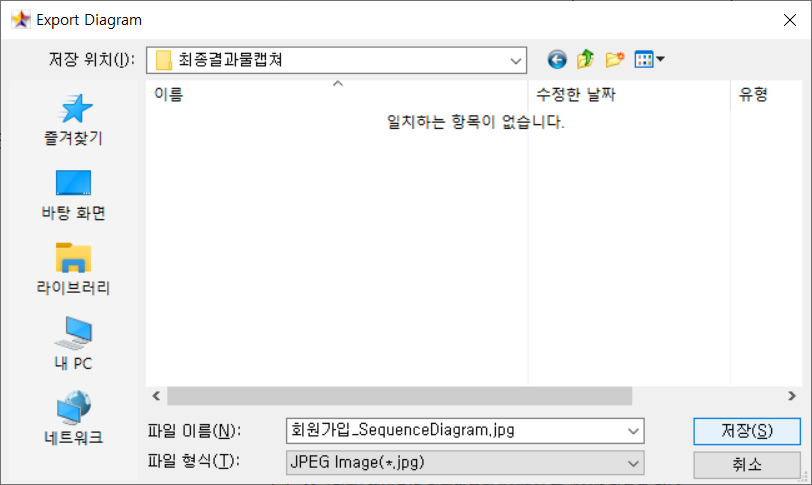 Export Diagram
저장 위치(I): 최종결과물캡쳐
이름 수정한 날짜 유형
일치하는 항목이 없습니다.
즐겨찾기
바탕 화면
라이브러리
내 PC
네트워크
파일 이름(N): 회원가입_SequenceDiagram.jpg 저장(S)
파일 형식(T): JPEG Image(*.jpg) 취소